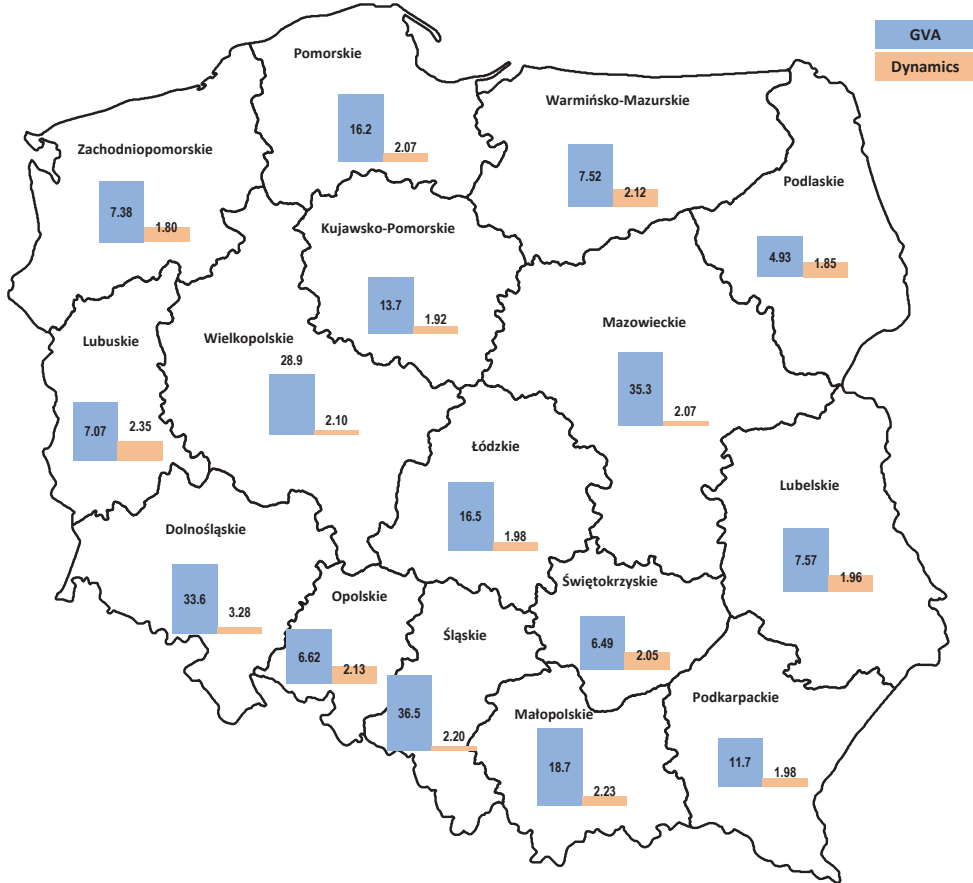 GVA
Dynamics
Pomorskie
16.2
2.07
Warmińsko-Mazurskie
7.52
2.12
Zachodniopomorskie
7.38
1.80
Podlaskie
4.93
1.85
Kujawsko-Pomorskie
13.7
1.92
Mazowieckie
35.3
2.07
Lubuskie
7.07
2.35
Wielkopolskie
28.9
2.10
Łódzkie
16.5
1.98
Lubelskie
7.57
1.96
Dolnośląskie
33.6
3.28
Opolskie
6.62
2.13
Śląskie
36.5
2.20
Świętokrzyskie
6.49
2.05
Małopolskie
18.7
2.23
Podkarpackie
11.7
1.98